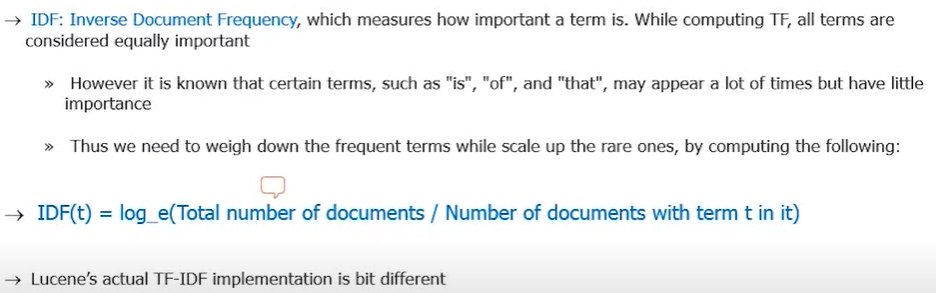 → IDF: Inverse Document Frequency, which measures how important a term is. While computing TF, all terms are
considered equally important
» However it is known that certain terms, such as "is", "of", and "that", may appear a lot of times but have little
importance
» Thus we need to weigh down the frequent terms while scale up the rare ones, by computing the following:
→ IDF(t) = log_e(Total number of documents / Number of documents with term t in it)
→ Lucene's actual TF-IDF implementation is bit different